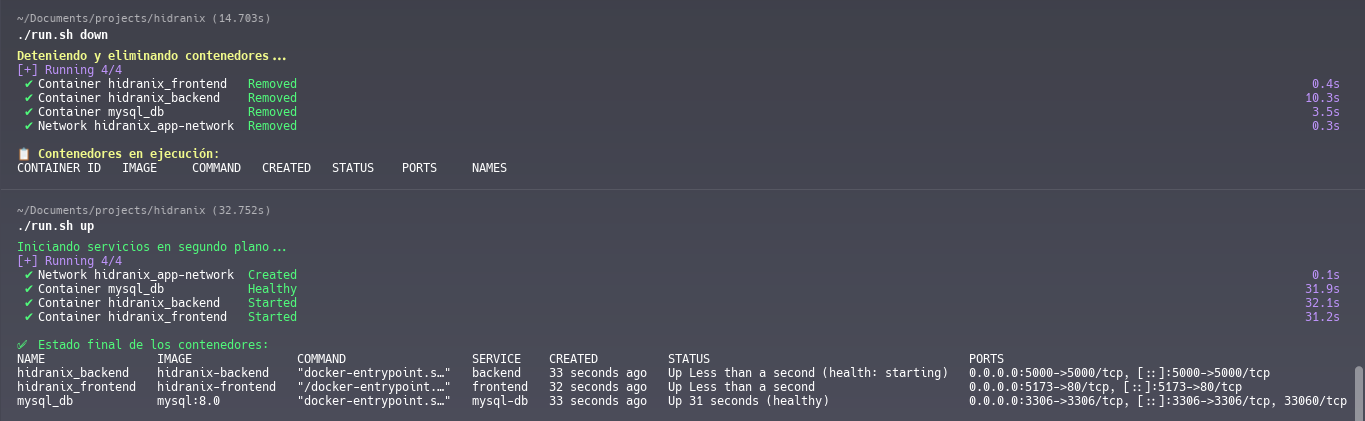 ~/Documents/projects/hidranix (14.703s)
./run.sh down
Deteniendo y eliminando contenedores...
[+] Running 4/4
✔ Container hidranix_frontend   Removed   0.4s
✔ Container hidranix_backend   Removed   10.3s
✔ Container mysql_db   Removed   3.5s
✔ Network hidranix_app-network   Removed   0.3s
📋 Contenedores en ejecución:
CONTAINER ID   IMAGE   COMMAND   CREATED   STATUS   PORTS   NAMES
~/Documents/projects/hidranix (32.752s)
./run.sh up
Iniciando servicios en segundo plano...
[+] Running 4/4
✔ Network hidranix_app-network   Created   0.1s
✔ Container mysql_db   Healthy   31.9s
✔ Container hidranix_backend   Started   32.1s
✔ Container hidranix_frontend   Started   31.2s
✅ Estado final de los contenedores:
NAME   IMAGE   COMMAND   SERVICE   CREATED   STATUS   PORTS
hidranix_backend   hidranix-backend   "docker-entrypoint.s…"   backend   33 seconds ago   Up Less than a second (health: starting)   0.0.0.0:5000->5000/tcp, [::]:5000->5000/tcp
hidranix_frontend   hidranix-frontend   "/docker-entrypoint.…"   frontend   32 seconds ago   Up Less than a second   0.0.0.0:5173->80/tcp, [::]:5173->80/tcp
mysql_db   mysql:8.0   "docker-entrypoint.s…"   mysql-db   33 seconds ago   Up 31 seconds (healthy)   0.0.0.0:3306->3306/tcp, [::]:3306->3306/tcp, 33060/tcp